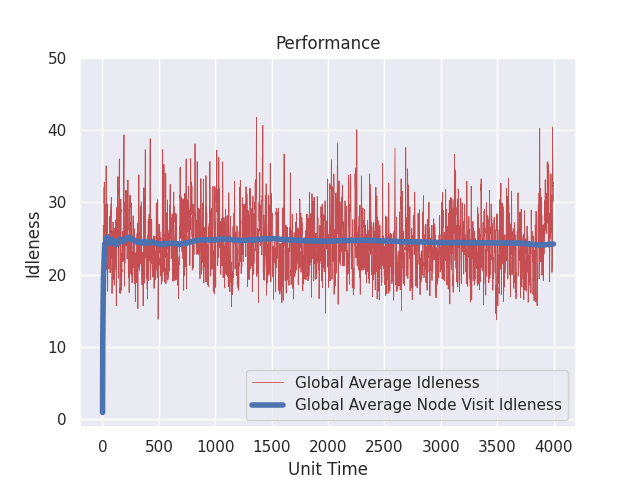 Performance
50
40
30
20
10
0
Idleness
Global Average Idleness
Global Average Node Visit Idleness
0 500 1000 1500 2000 2500 3000 3500 4000
Unit Time